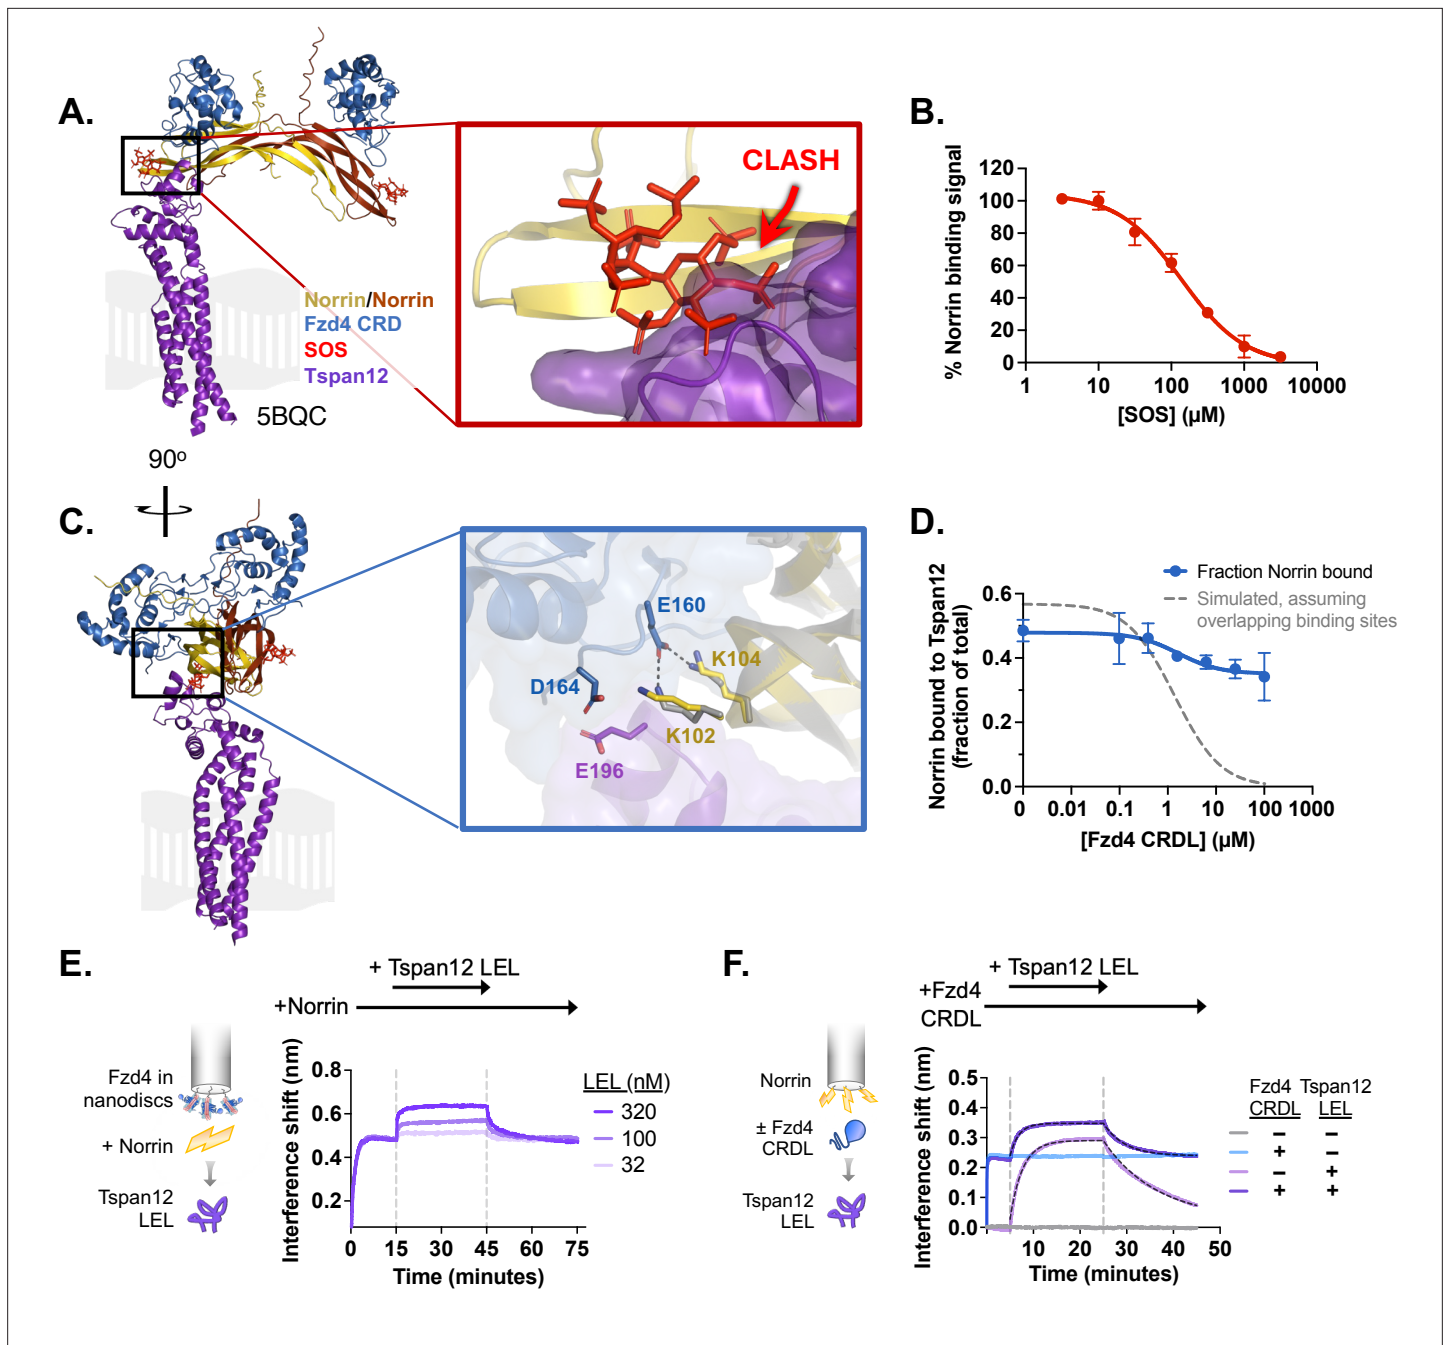 A.
CLASH
Norrin/Norrin
Fzd4 CRD
SOS
Tspan12
5BQC
90º
B.
% Norrin binding signal
120
100
80
60
40
20
0
1 10 100 1000 10000
[SOS] (µM)
C.
E160
K104
D164
K102
E196
D.
Fraction Norrin bound
Simulated, assuming
overlapping binding sites
Norrin bound to Tspan12
(fraction of total)
0.6
0.4
0.2
0.0
0 0.01 0.1 1 10 100 1000
[Fzd4 CRDL] (µM)
E.
+ Tspan12 LEL
+Norrin
Fzd4 in
nanodiscs
+ Norrin
Tspan12
LEL
Interference shift (nm)
0.8
0.6
0.4
0.2
0 15 30 45 60 75
Time (minutes)
LEL (nM)
320
100
32
F.
+ Tspan12 LEL
+Fzd4
CRDL
Norrin
± Fzd4
CRDL
Tspan12
LEL
Interference shift (nm)
0.5
0.4
0.3
0.2
0.1
0.0
10 20 30 40 50
Time (minutes)
Fzd4 Tspan12
CRDL LEL
− −
+ −
− +
+ +